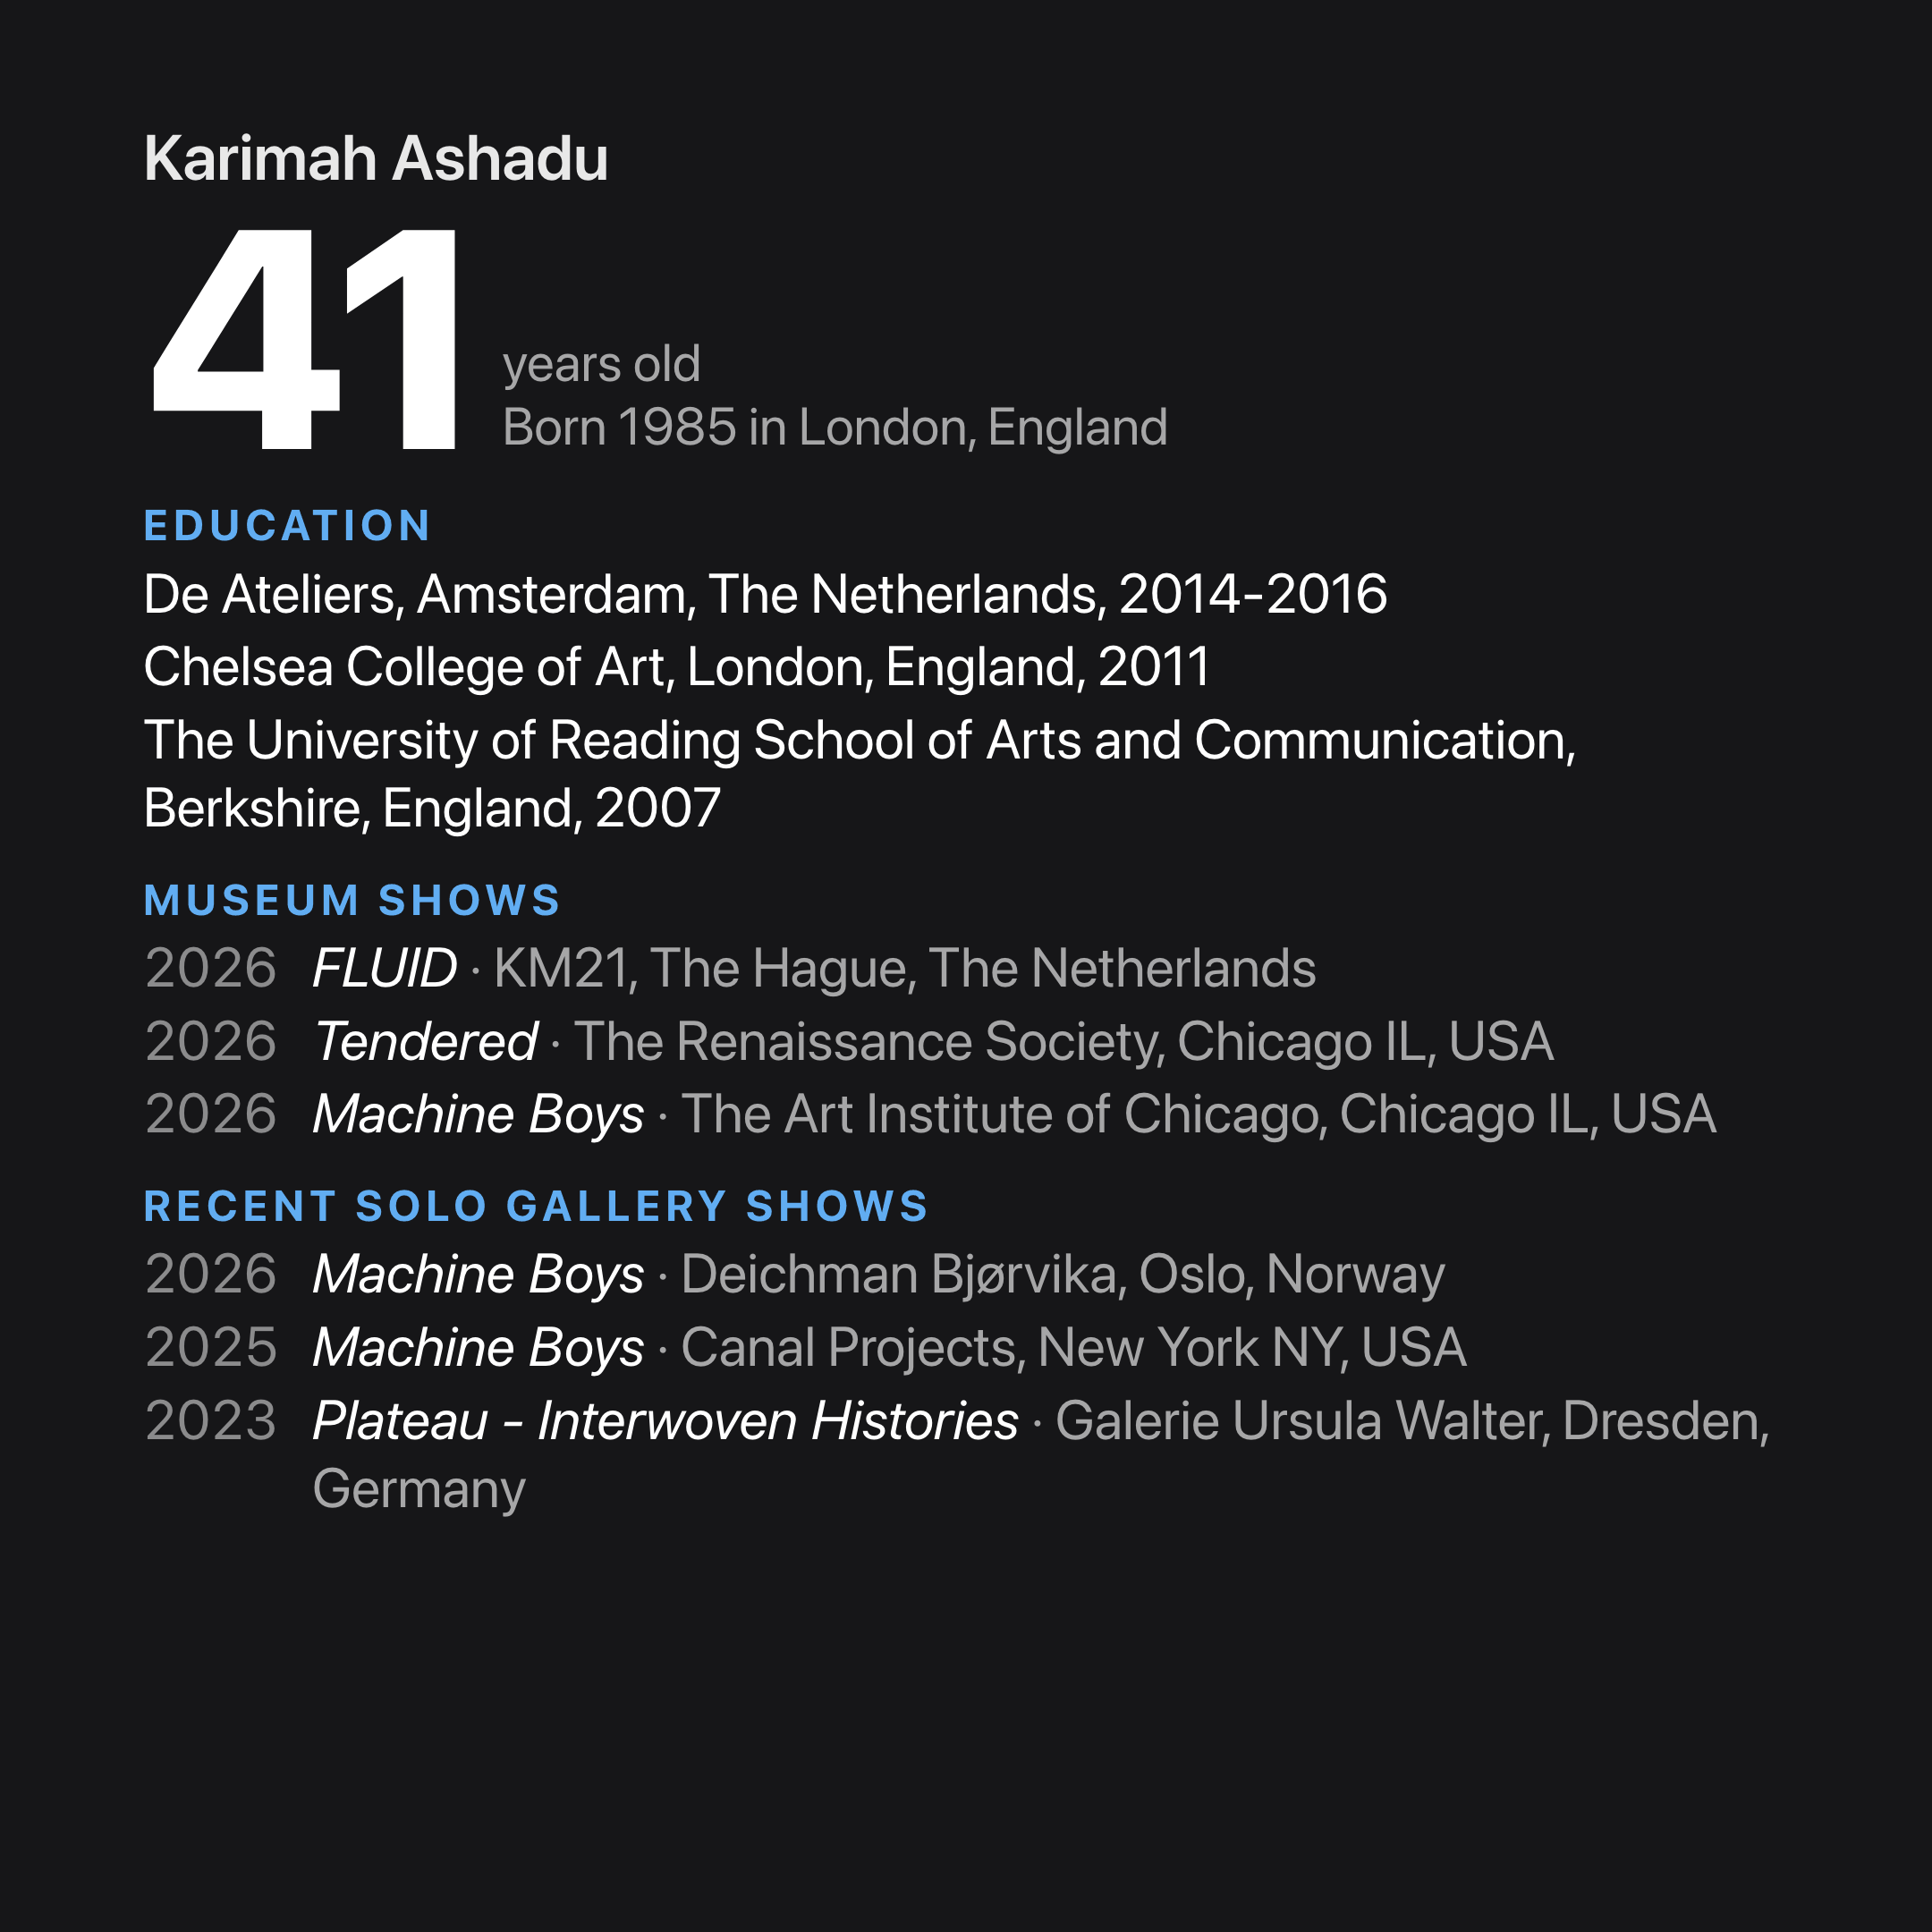 Karimah Ashadu
41
years old
Born 1985 in London, England
EDUCATION
De Ateliers, Amsterdam, The Netherlands, 2014-2016
Chelsea College of Art, London, England, 2011
The University of Reading School of Arts and Communication,
Berkshire, England, 2007
MUSEUM SHOWS
2026 FLUID · KM21, The Hague, The Netherlands
2026 Tendered · The Renaissance Society, Chicago IL, USA
2026 Machine Boys · The Art Institute of Chicago, Chicago IL, USA
RECENT SOLO GALLERY SHOWS
2026 Machine Boys · Deichman Bjørvika, Oslo, Norway
2025 Machine Boys · Canal Projects, New York NY, USA
2023 Plateau - Interwoven Histories · Galerie Ursula Walter, Dresden,
Germany